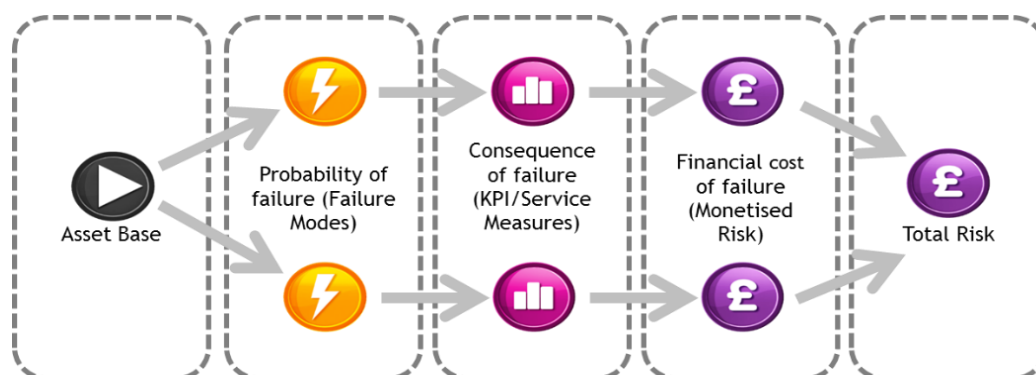 Asset Base
Probability of
failure (Failure
Modes)
Consequence
of failure
(KPI/Service
Measures)
£
Financial cost
of failure
(Monetised
Risk)
£
£
Total Risk